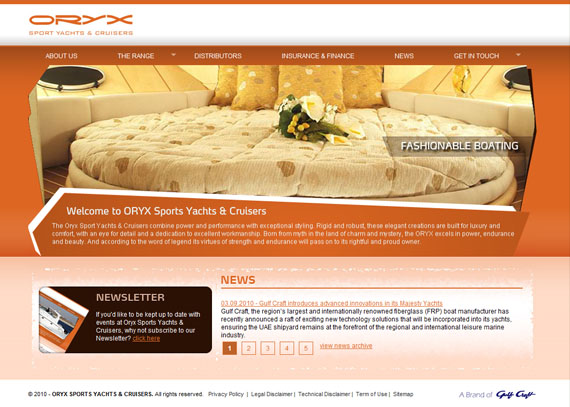 ORYX
SPORT YACHTS & CRUISERS
ABOUT US THE RANGE DISTRIBUTORS INSURANCE & FINANCE NEWS GET IN TOUCH
FASHIONABLE BOATING
Welcome to ORYX Sports Yachts & Cruisers
The Oryx Sport Yachts & Cruisers combine power and performance with exceptional styling. Rigid and robust, these elegant creations are built for luxury and
comfort, with an eye for detail and a dedication to excellent workmanship. Born from myth in the land of charm and mystery, the ORYX excels in power, endurance
and beauty. And according to the word of legend its virtues of strength and endurance will pass on to its rightful and proud owner.
NEWSLETTER
If you'd like to be kept up to date with
events at Oryx Sports Yachts &
Cruisers, why not subscribe to our
Newsletter? click here
NEWS
03.09.2010 - Gulf Craft introduces advanced innovations in its Majesty Yachts
Gulf Craft, the region's largest and internationally renowned fiberglass (FRP) boat manufacturer has
recently announced a raft of exciting new technology solutions that will be incorporated into its yachts,
ensuring the UAE shipyard remains at the forefront of the regional and international leisure marine
industry.
1 2 3 4 5 view news archive
© 2010 - ORYX SPORTS YACHTS & CRUISERS. All rights reserved. Privacy Policy | Legal Disclaimer | Technical Disclaimer | Term of Use | Sitemap
A Brand of Gulf Craft